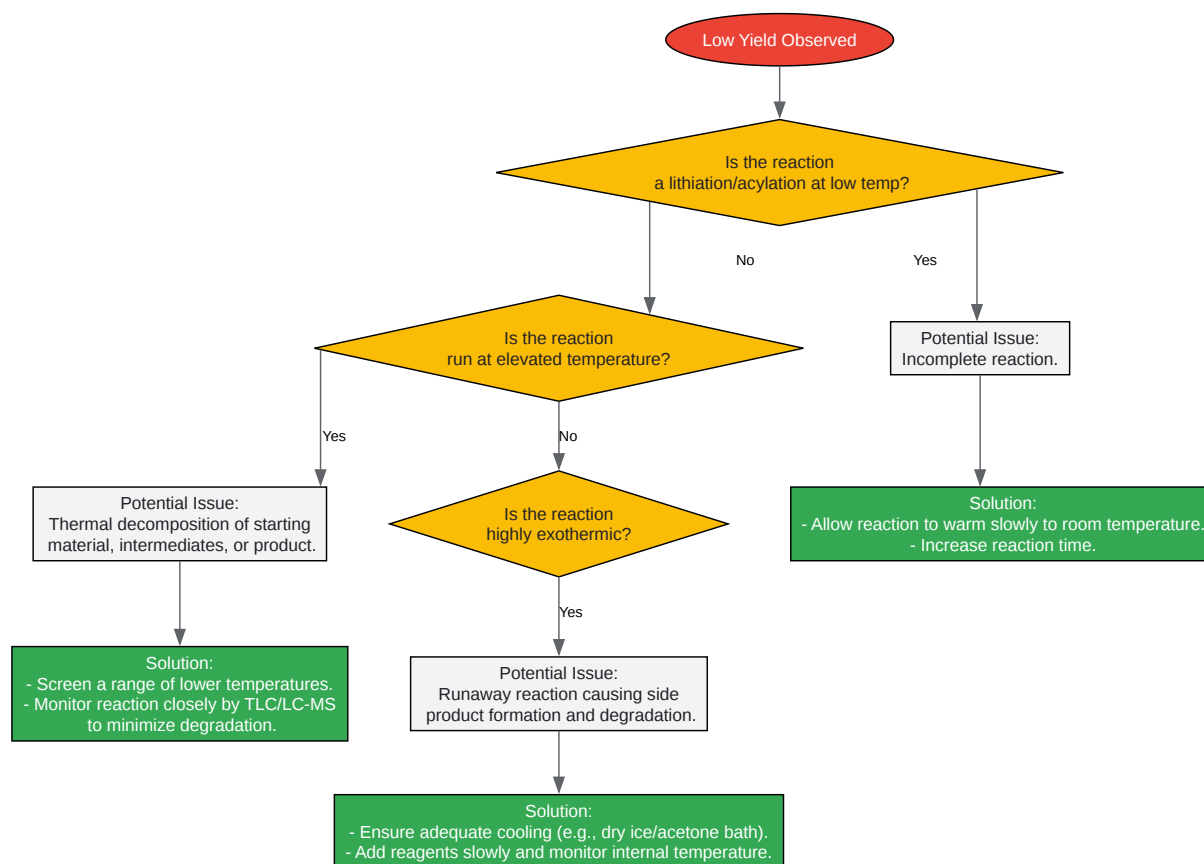 Low Yield Observed
Is the reaction
a lithiation/acylation at low temp?
No
Yes
Is the reaction
run at elevated temperature?
Potential Issue:
Incomplete reaction.
Yes
No
Potential Issue:
Thermal decomposition of starting
material, intermediates, or product.
Is the reaction
highly exothermic?
Solution:
- Allow reaction to warm slowly to room temperature.
- Increase reaction time.
Yes
Solution:
- Screen a range of lower temperatures.
- Monitor reaction closely by TLC/LC-MS
to minimize degradation.
Potential Issue:
Runaway reaction causing side
product formation and degradation.
Solution:
- Ensure adequate cooling (e.g., dry ice/acetone bath).
- Add reagents slowly and monitor internal temperature.